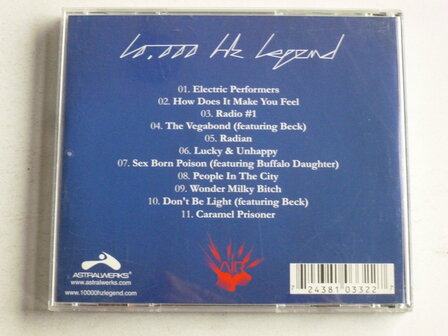 10,000 Hz Legend
01. Electric Performers
02. How Does It Make You Feel
03. Radio #1
04. The Vegabond (featuring Beck)
05. Radian
06. Lucky & Unhappy
07. Sex Born Poison (featuring Buffalo Daughter)
08. People In The City
09. Wonder Milky Bitch
10. Don't Be Light (featuring Beck)
11. Caramel Prisoner
ASTRALWERKS®
www.astralwerks.com
www.10000hzlegend.com
AIR
7 24381 03322